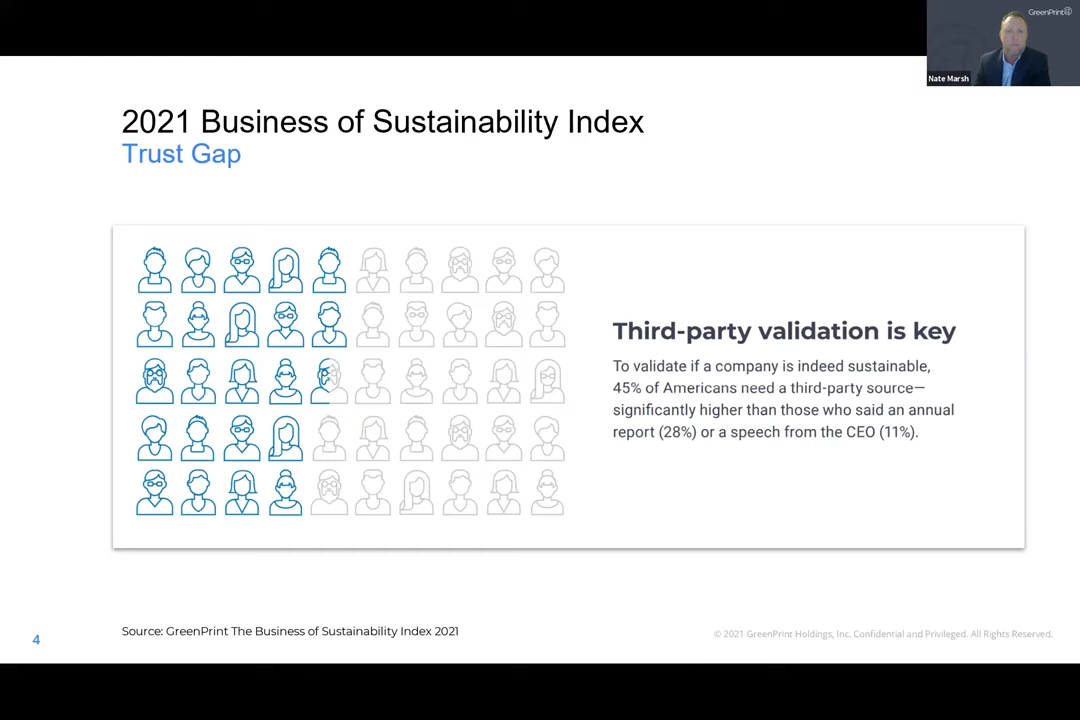 GreenPrint
Nate Marsh
2021 Business of Sustainability Index
Trust Gap
Third-party validation is key
To validate if a company is indeed sustainable,
45% of Americans need a third-party source—
significantly higher than those who said an annual
report (28%) or a speech from the CEO (11%).
Source: GreenPrint The Business of Sustainability Index 2021
4
© 2021 GreenPrint Holdings, Inc. Confidential and Privileged. All Rights Reserved.